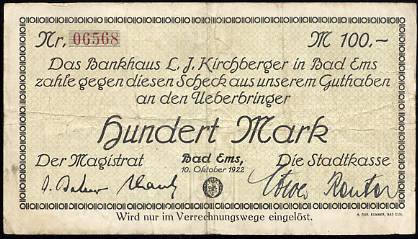 Nr. 06568 M 100.-
Das Bankhaus L. J. Kirchberger in Bad Ems
zahle gegen diesen Scheck aus unserem Guthaben
an den Ueberbringer
Hundert Mark
Der Magistrat Bad Ems, Die Stadtkasse
10. Oktober 1922
Wird nur im Verrechnungswege eingelöst.